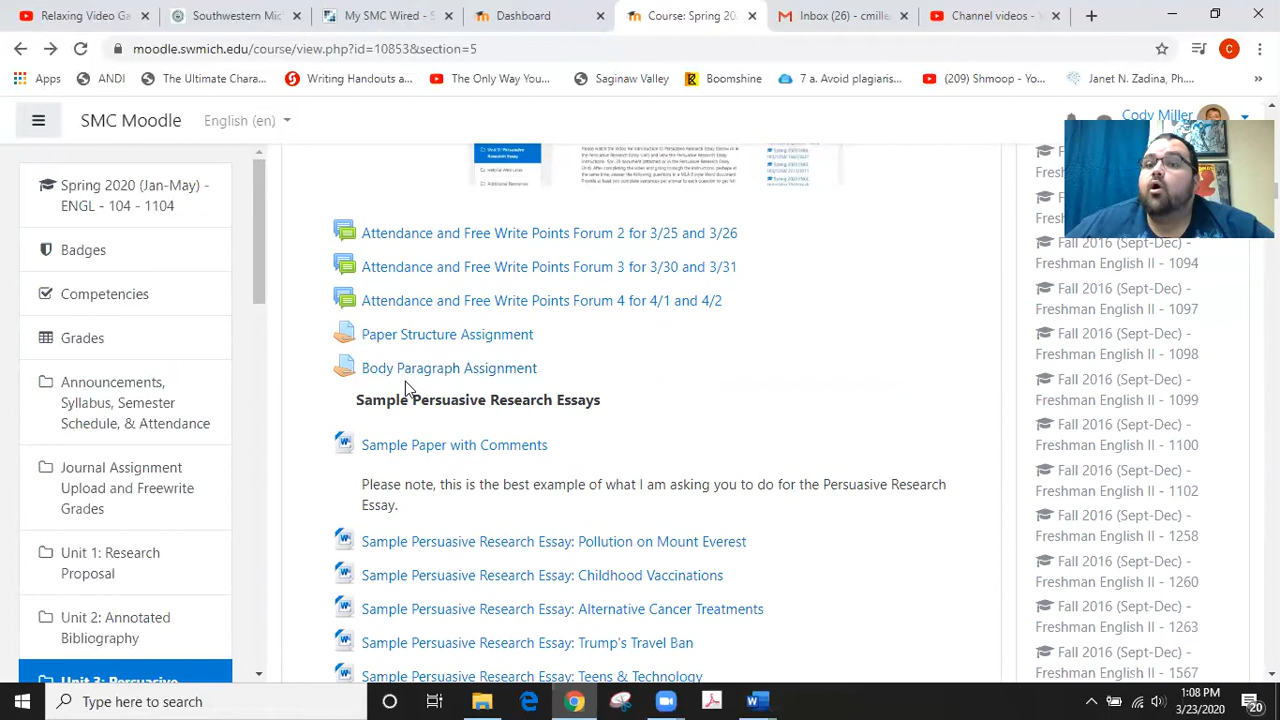 Relaxing Video Ga
Southwestern Mic
My SMC Wired - S
Dashboard
Course: Spring 20
Inbox (26) - cmille
Channel videos - Y
moodle.swmich.edu/course/view.php?id=10853&section=5
C
Apps
ANDI
The Ultimate Chara...
Writing Handouts a...
The Only Way You...
Saginaw Valley
Boomshine
7 a. Avoid plagiaris...
(209) Shmoop - Yo...
Janet N. Zadina, Ph....
SMC Moodle
English (en)
Cody Miller
Spring 2020 (Jan-May) -
ENGL 104 - 1104
Badges
Competencies
Grades
Announcements,
Syllabus, Semester
Schedule, & Attendance
Journal Assignment
Upload and Freewrite
Grades
Unit 1: Research
Proposal
Unit 2: Annotated
Bibliography
Unit 3: Persuasive
Unit 3: Persuasive
Research Essay
Helpful Websites
Additional Resources
Attendance and Free Write Points Forum 2 for 3/25 and 3/26
Attendance and Free Write Points Forum 3 for 3/30 and 3/31
Attendance and Free Write Points Forum 4 for 4/1 and 4/2
Paper Structure Assignment
Body Paragraph Assignment
Sample Persuasive Research Essays
Sample Paper with Comments
Please note, this is the best example of what I am asking you to do for the Persuasive Research
Essay.
Sample Persuasive Research Essay: Pollution on Mount Everest
Sample Persuasive Research Essay: Childhood Vaccinations
Sample Persuasive Research Essay: Alternative Cancer Treatments
Sample Persuasive Research Essay: Trump's Travel Ban
Sample Persuasive Research Essay: Teens & Technology
Fall 2016 (Sept-Dec) -
Freshman English II - 1094
Fall 2016 (Sept-Dec) -
Freshman English II - 1097
Fall 2016 (Sept-Dec) -
Freshman English II - 1098
Fall 2016 (Sept-Dec) -
Freshman English II - 1099
Fall 2016 (Sept-Dec) -
Freshman English II - 1100
Fall 2016 (Sept-Dec) -
Freshman English II - 1102
Fall 2016 (Sept-Dec) -
Freshman English II - 1258
Fall 2016 (Sept-Dec) -
Freshman English II - 1260
Fall 2016 (Sept-Dec) -
Freshman English II - 1263
Fall 2016 (Sept-Dec) -
Freshman English II - 1567
Type here to search
1:08 PM
3/23/2020
20